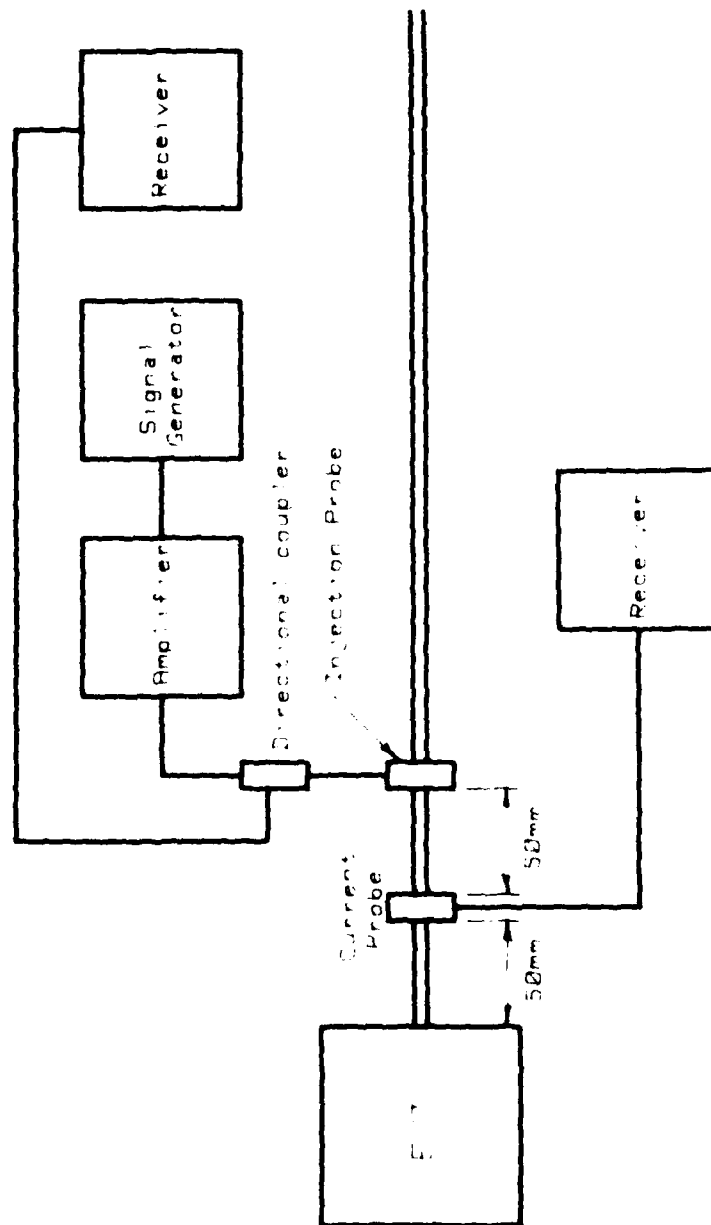 Receiver
Signal
Generator
Amplifier
Directional coupler
Injection Probe
Receiver
Current
Probe
50mm
50mm